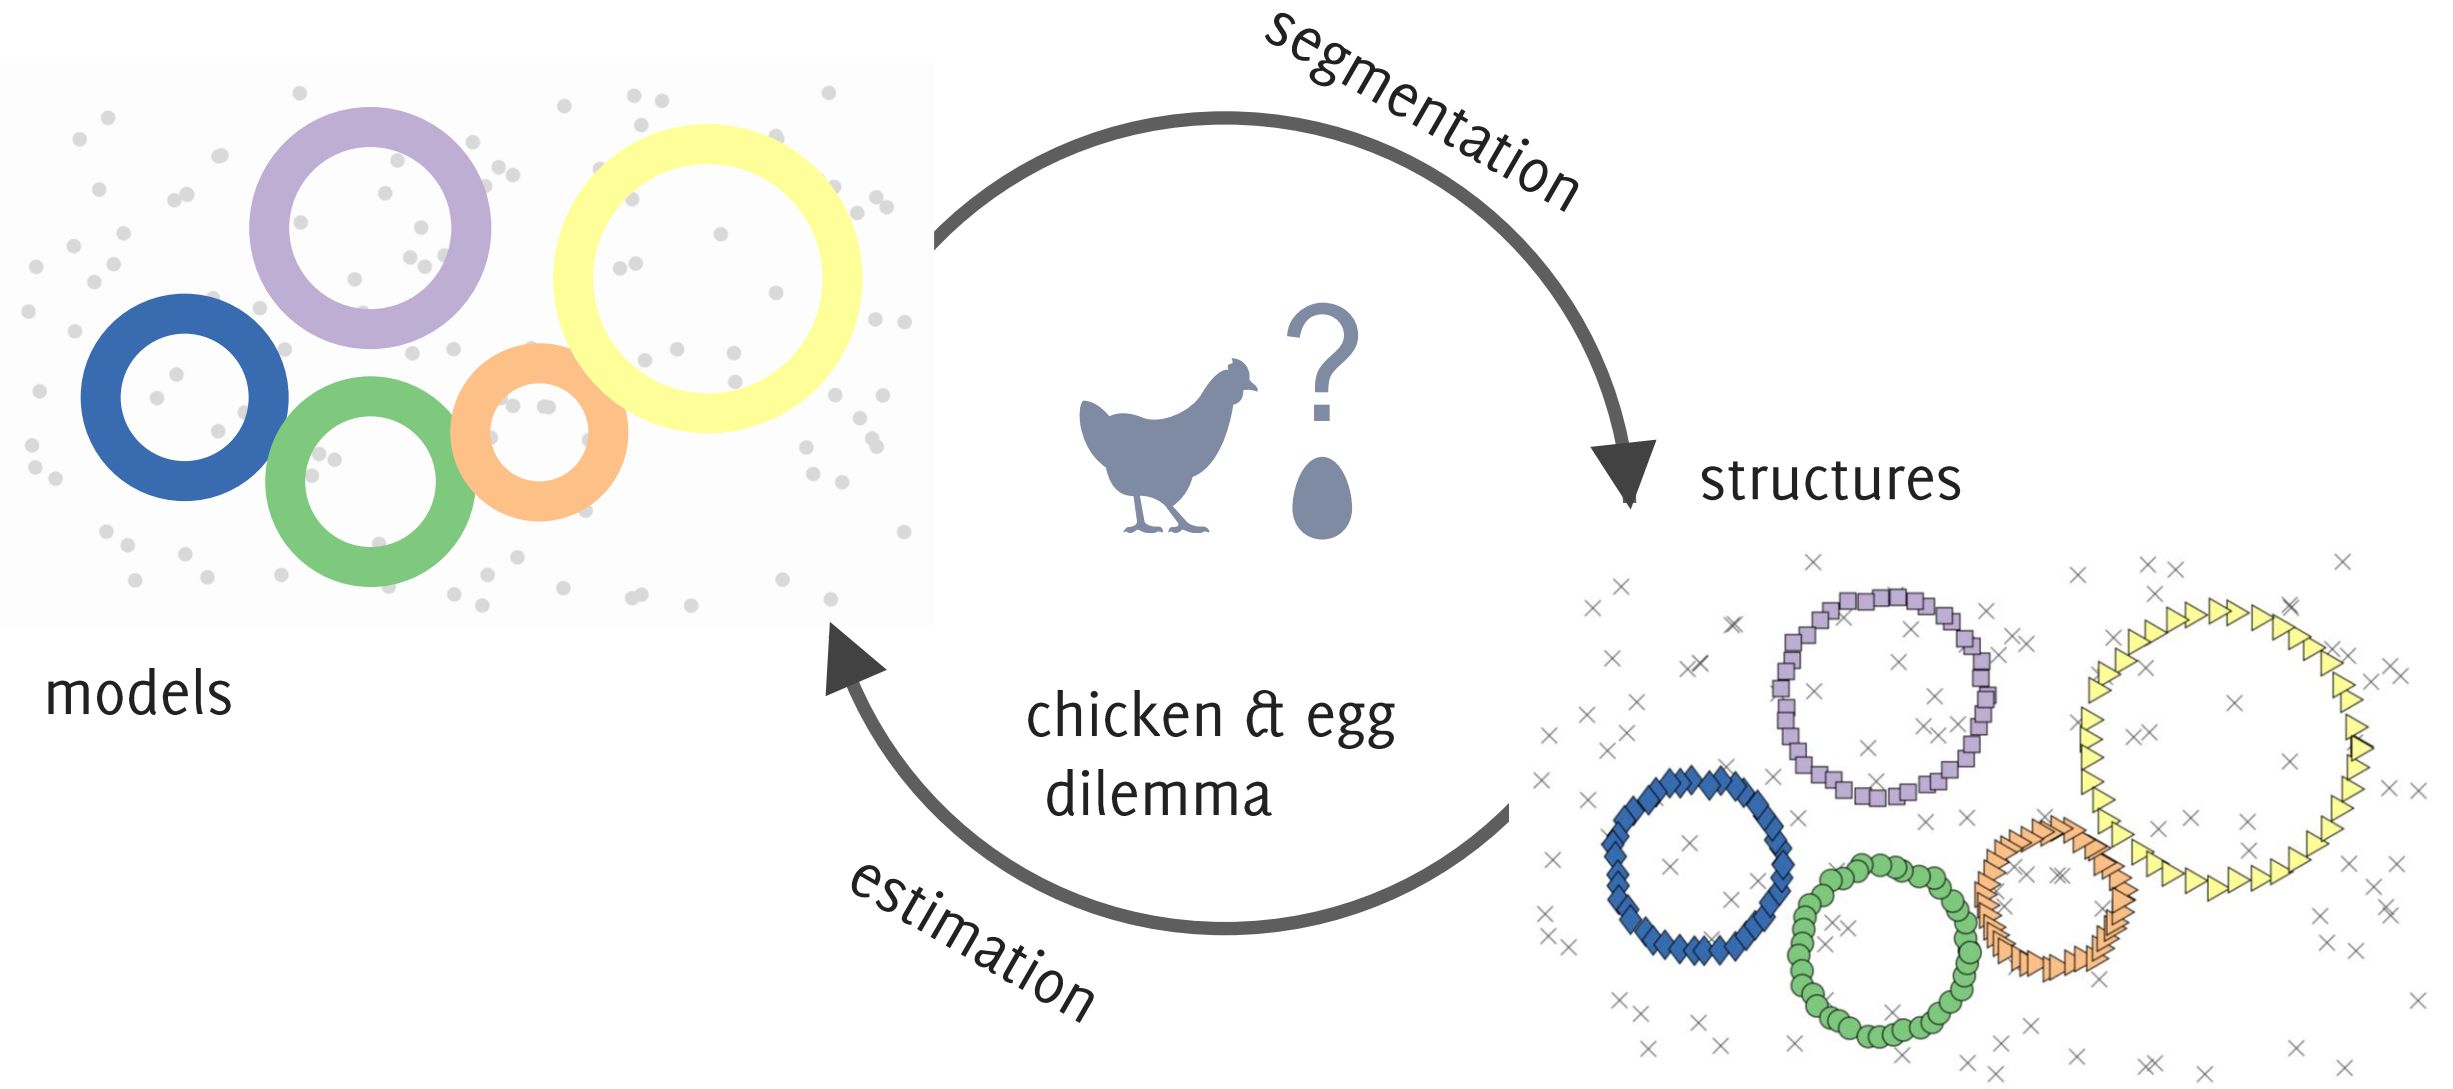 segmentation
structures
models
chicken & egg
dilemma
estimation